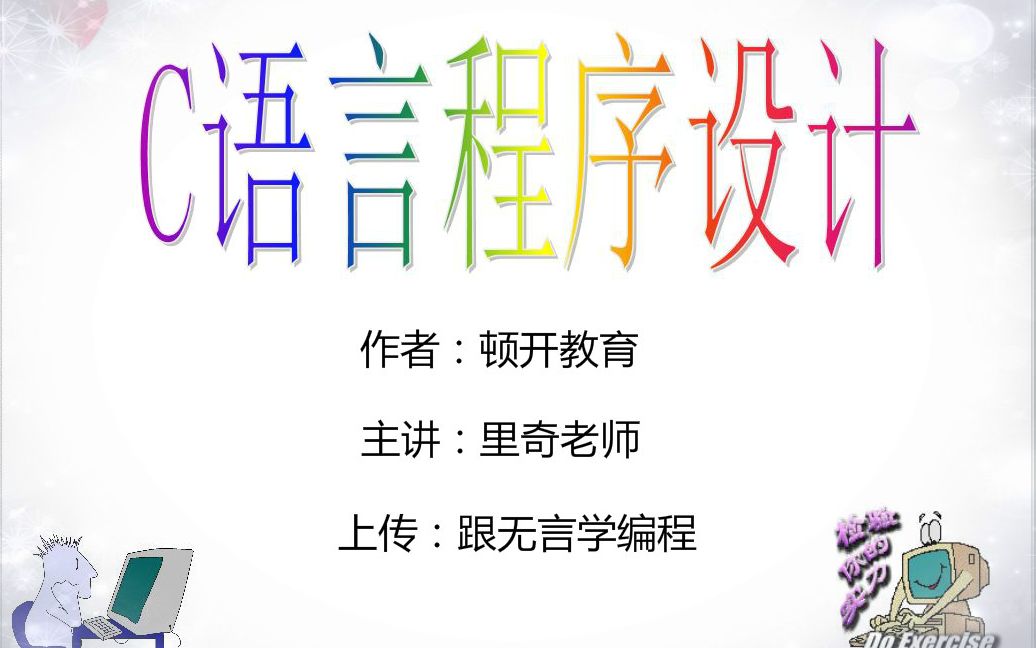 C语言程序设计
作者：顿开教育
主讲：里奇老师
上传：跟无言学编程
检验
你的
实力
Do Exercise